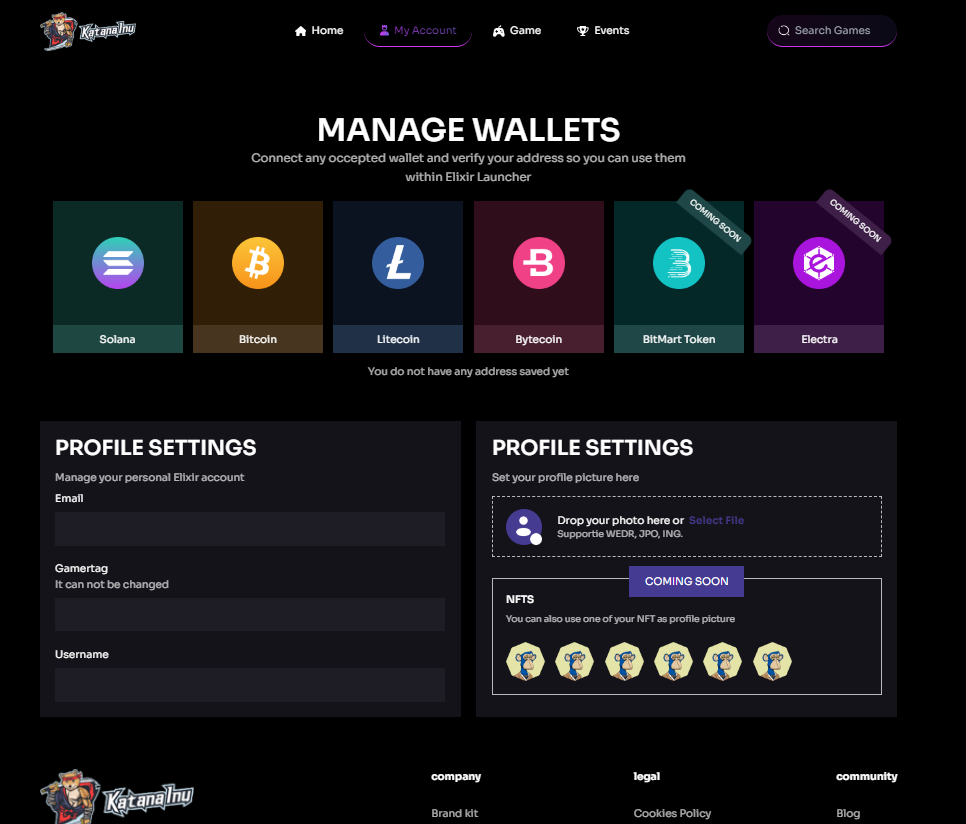 KatanaInu
Home
My Account
Game
Events
Search Games
MANAGE WALLETS
Connect any occepted wallet and verify your address so you can use them
within Elixir Launcher
COMING SOON
COMING SOON
Solana
Bitcoin
Litecoin
Bytecoin
BitMart Token
Electra
You do not have any address saved yet
PROFILE SETTINGS
Manage your personal Elixir account
Email
Gamertag
It can not be changed
Username
PROFILE SETTINGS
Set your profile picture here
Drop your photo here or Select File
Supportie WEDR, JPO, ING.
COMING SOON
NFTS
You can also use one of your NFT as profile picture
KatanaInu
company
legal
community
Brand kit
Cookies Policy
Blog